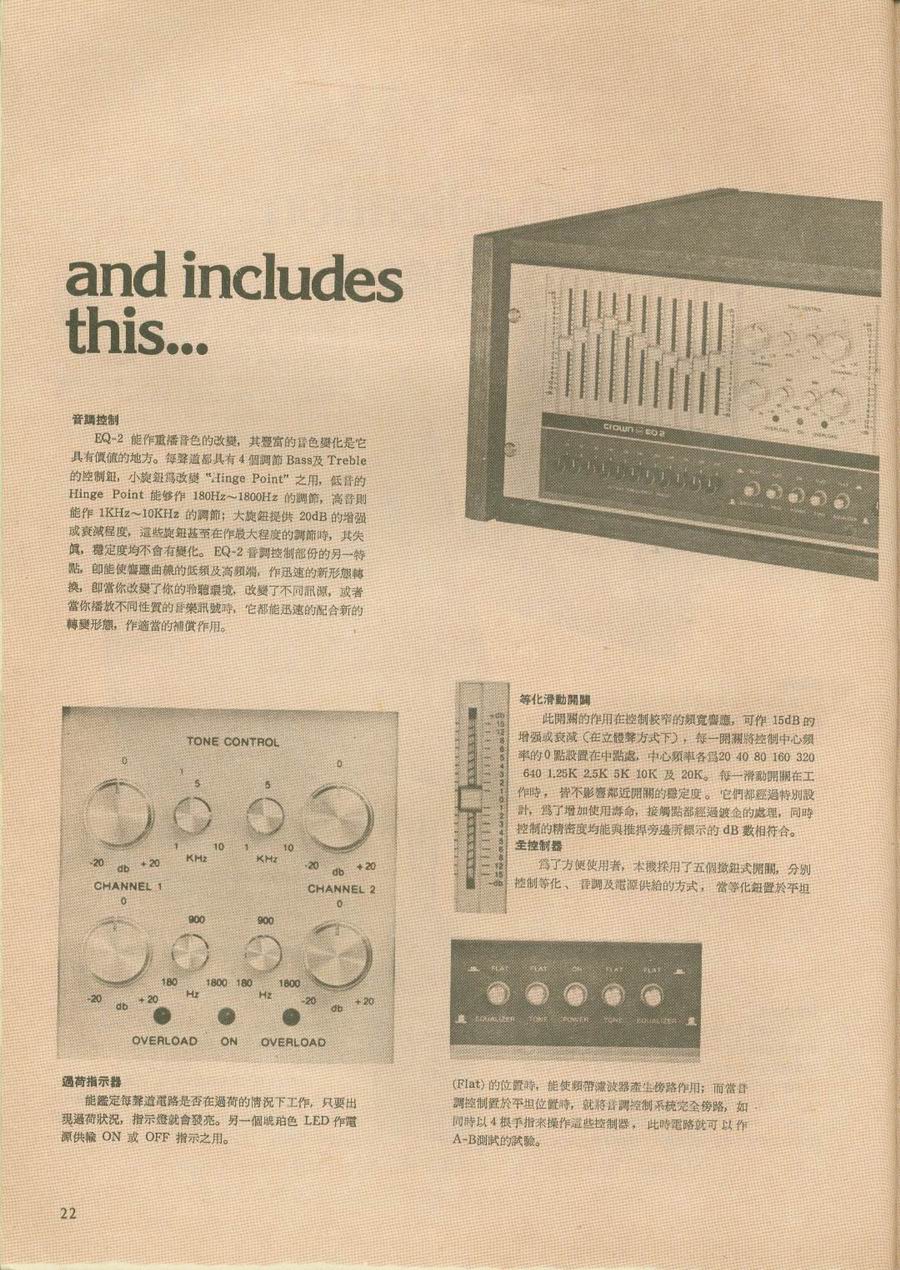 and includes
this...
音調控制
EQ-2 能作重播音色的改變，其豐富的音色變化是它
具有價值的地方。每聲道都具有 4 個調節 Bass及 Treble
的控制鈕，小旋鈕爲改變 “Hinge Point” 之用，低音的
Hinge Point 能够作 180Hz～1800Hz 的調節，高音則
能作 1KHz～10KHz 的調節；大旋鈕提供 20dB 的增强
或衰減程度，這些旋鈕甚至在作最大程度的調節時，其失
眞，穩定度均不會有變化。 EQ-2 音調控制部份的另一特
點，卽能使響應曲線的低頻及高頻端，作迅速的新形態轉
換，卽當你改變了你的聆聽環境，改變了不同訊源，或者
當你播放不同性質的音樂訊號時，它都能迅速的配合新的
轉變形態，作適當的補償作用。
crown EQ 2
TONE CONTROL
0 5 5 0
-20 db +20 1 10 KHz 1 10 KHz -20 db +20
CHANNEL 1 CHANNEL 2
0 900 900 0
-20 db +20 180 1800 Hz 180 1800 Hz -20 db +20
OVERLOAD ON OVERLOAD
過荷指示器
能鑑定每聲道電路是否在過荷的情況下工作，只要出
現過荷狀況，指示燈就會發亮。另一個琥珀色 LED 作電
源供輸 ON 或 OFF 指示之用。
等化滑動開關
此開關的作用在控制較窄的頻寬響應，可作 15dB 的
增强或衰減（在立體聲方式下），每一開關將控制中心頻
率的 0 點設置在中點處，中心頻率各爲20 40 80 160 320
640 1.25K 2.5K 5K 10K 及 20K。 每一滑動開關在工
作時，皆不影響鄰近開關的穩定度。它們都經過特別設
計，爲了增加使用壽命，接觸點都經過鍍金的處理，同時
控制的精密度均能與推桿旁邊所標示的 dB 數相符合。
主控制器
爲了方便使用者，本機採用了五個撳鈕式開關，分別
控制等化、音調及電源供給的方式，當等化鈕置於平坦
FLAT FLAT ON FLAT FLAT
EQUALIZER TONE POWER TONE EQUALIZER
(Flat) 的位置時，能使頻帶濾波器產生傍路作用；而當音
調控制置於平坦位置時，就將音調控制系統完全傍路，如
同時以 4 根手指來操作這些控制器，此時電路就可以作
A-B測試的試驗。
22